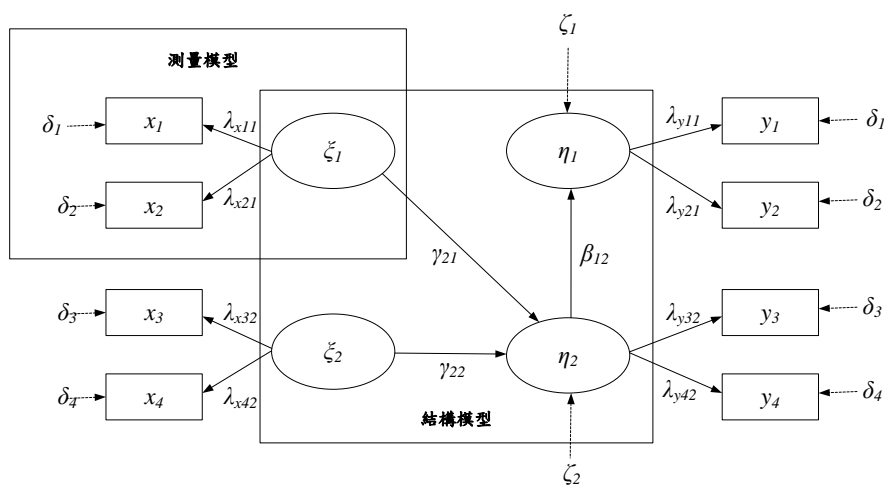 ζ1
測量模型
δ1
x1
λx11
ξ1
η1
λy11
y1
δ1
δ2
x2
λx21
λy21
y2
δ2
γ21
β12
δ3
x3
λx32
ξ2
γ22
η2
λy32
y3
δ3
δ4
x4
λx42
λy42
y4
δ4
結構模型
ζ2